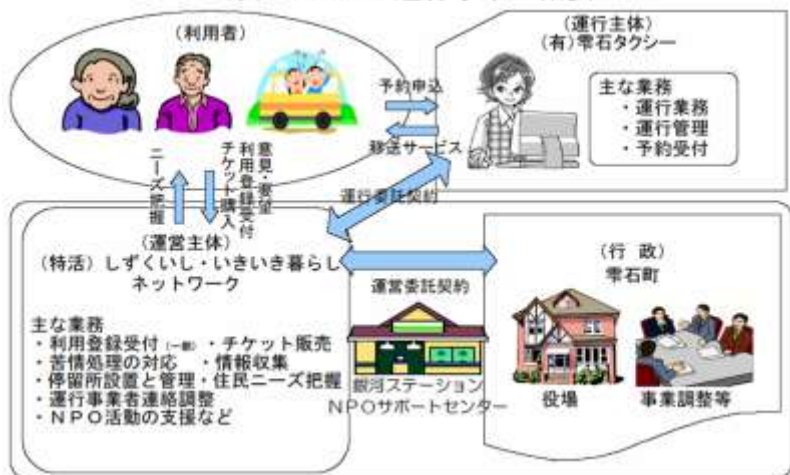 (利用者)
(運行主体)
(有)雫石タクシー
主な業務
・運行業務
・運行管理
・予約受付
予約申込
移送サービス
ニーズ把握
意見・要望
利用登録受付
チケット購入
運行委託契約
(運営主体)
(特活)しずくいし・いきいき暮らし
ネットワーク
主な業務
・利用登録受付(一般)・チケット販売
・苦情処理の対応 ・情報収集
・停留所設置と管理・住民ニーズ把握
・運行事業者連絡調整
・NPO活動の支援など
運営委託契約
銀河ステーション
NPOサポートセンター
(行 政)
雫石町
役場
事業調整等